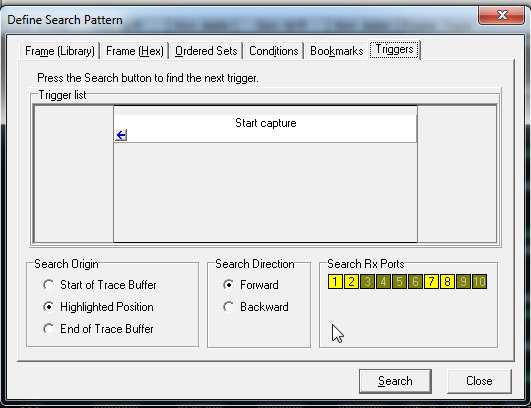 Define Search Pattern
Frame (Library) Frame (Hex) Ordered Sets Conditions Bookmarks Triggers
Press the Search button to find the next trigger.
Trigger list
Start capture
Search Origin
Start of Trace Buffer
Highlighted Position
End of Trace Buffer
Search Direction
Forward
Backward
Search Rx Ports
1 2 3 4 5 6 7 8 9 10
Search Close